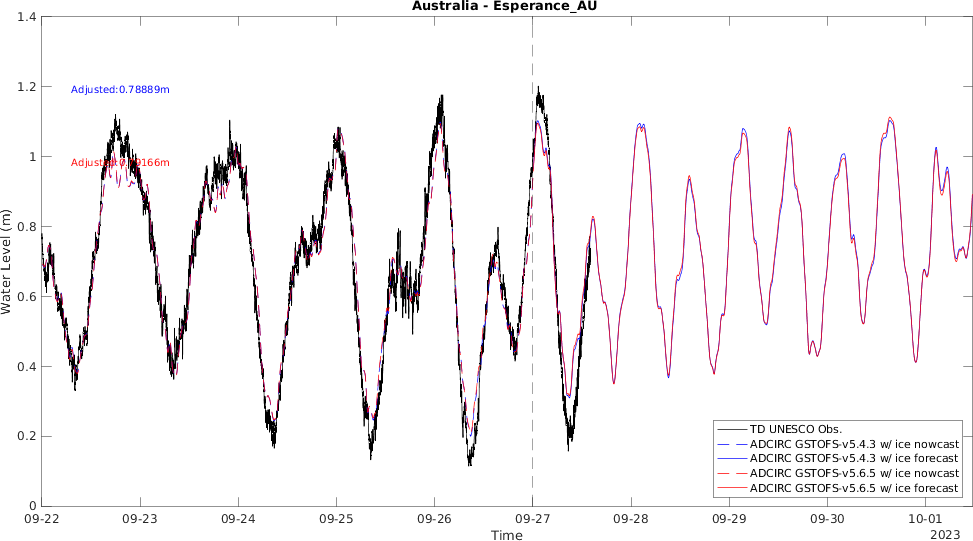 Australia - Esperance_AU
1.4
1.2
1
0.8
0.6
0.4
0.2
0
Water Level (m)
Adjusted:0.78889m
TD UNESCO Obs.
ADCIRC GSTOFS-v5.4.3 w/ ice nowcast
ADCIRC GSTOFS-v5.4.3 w/ ice forecast
ADCIRC GSTOFS-v5.6.5 w/ ice nowcast
ADCIRC GSTOFS-v5.6.5 w/ ice forecast
09-22 09-23 09-24 09-25 09-26 09-27 09-28 09-29 09-30 10-01
Time
2023